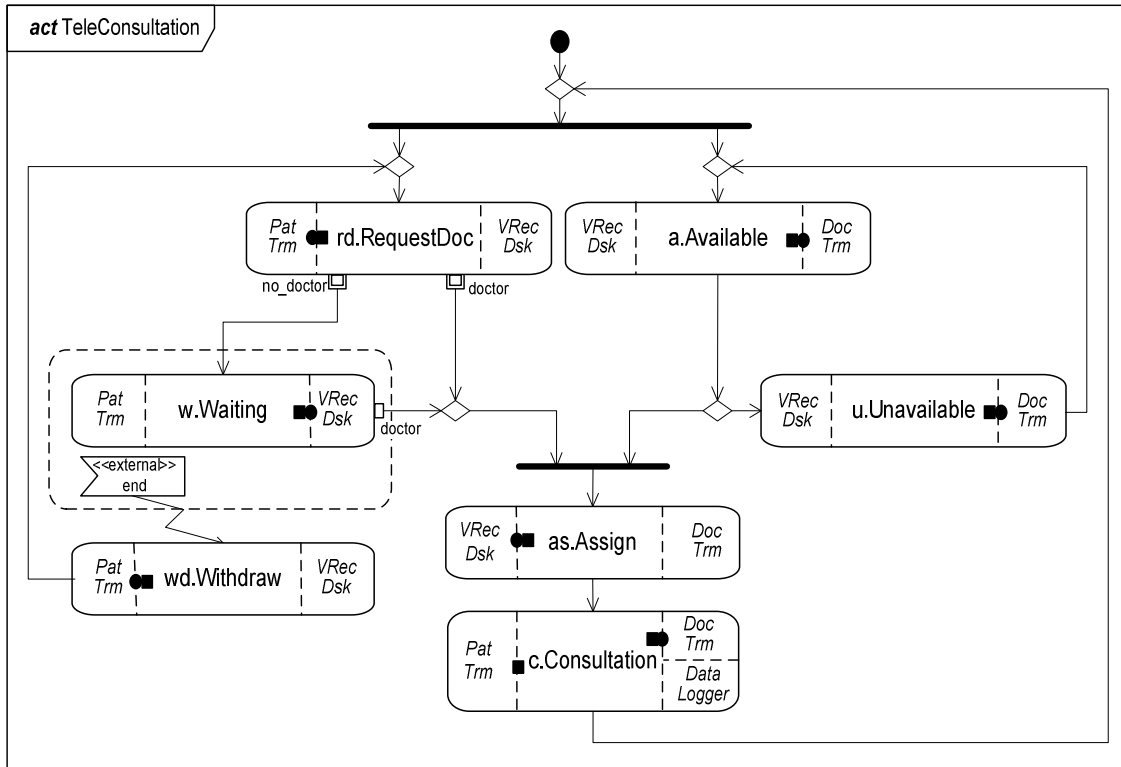 act TeleConsultation
Pat
Trm
rd.RequestDoc
VRec
Dsk
VRec
Dsk
a.Available
Doc
Trm
no_doctor
doctor
Pat
Trm
w.Waiting
VRec
Dsk
doctor
VRec
Dsk
u.Unavailable
Doc
Trm
<<external>>
end
VRec
Dsk
as.Assign
Doc
Trm
Pat
Trm
wd.Withdraw
VRec
Dsk
Pat
Trm
c.Consultation
Doc
Trm
Data
Logger